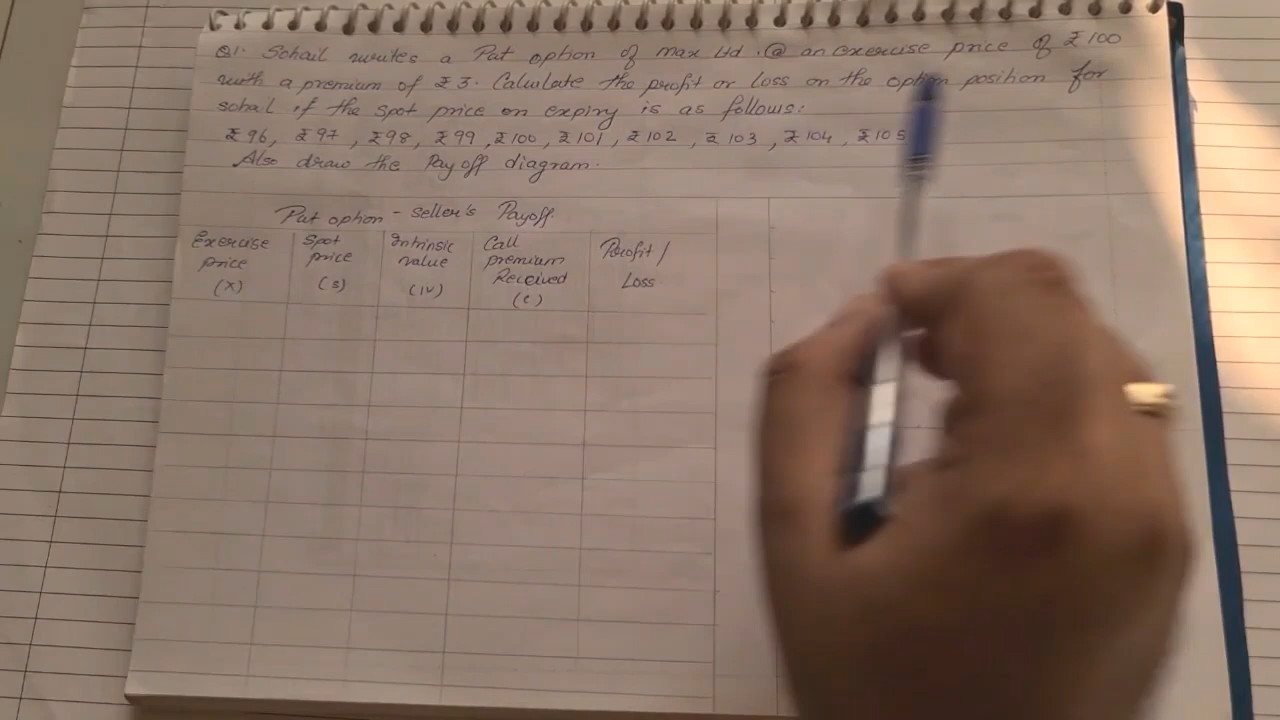 Q1. Sohail writes a Put option of Max Ltd. @ an exercise price of ₹100
with a premium of ₹3. Calculate the profit or loss on the option position for
Sohail if the spot price on expiry is as follows:
₹96, ₹97, ₹98, ₹99, ₹100, ₹101, ₹102, ₹103, ₹104, ₹105
Also draw the Pay off diagram.
Put option - seller's Payoff.
Exercise price (X)
Spot price (S)
Intrinsic value (IV)
Call premium Received (C)
Profit / Loss